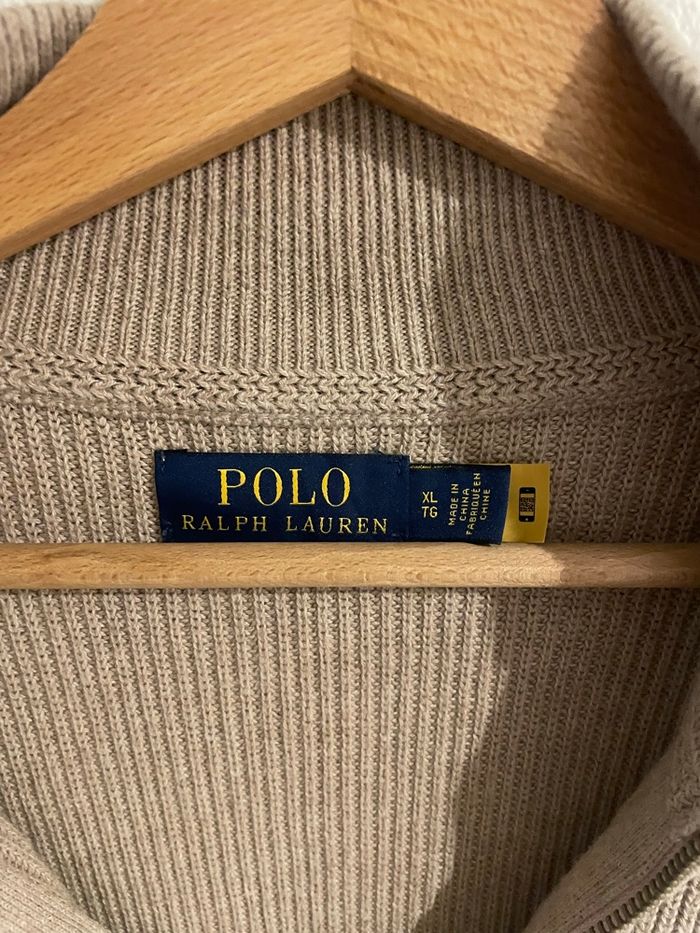 POLO
RALPH LAUREN
XL
TG
MADE IN
CHINA
FABRIQUÉ EN
CHINE